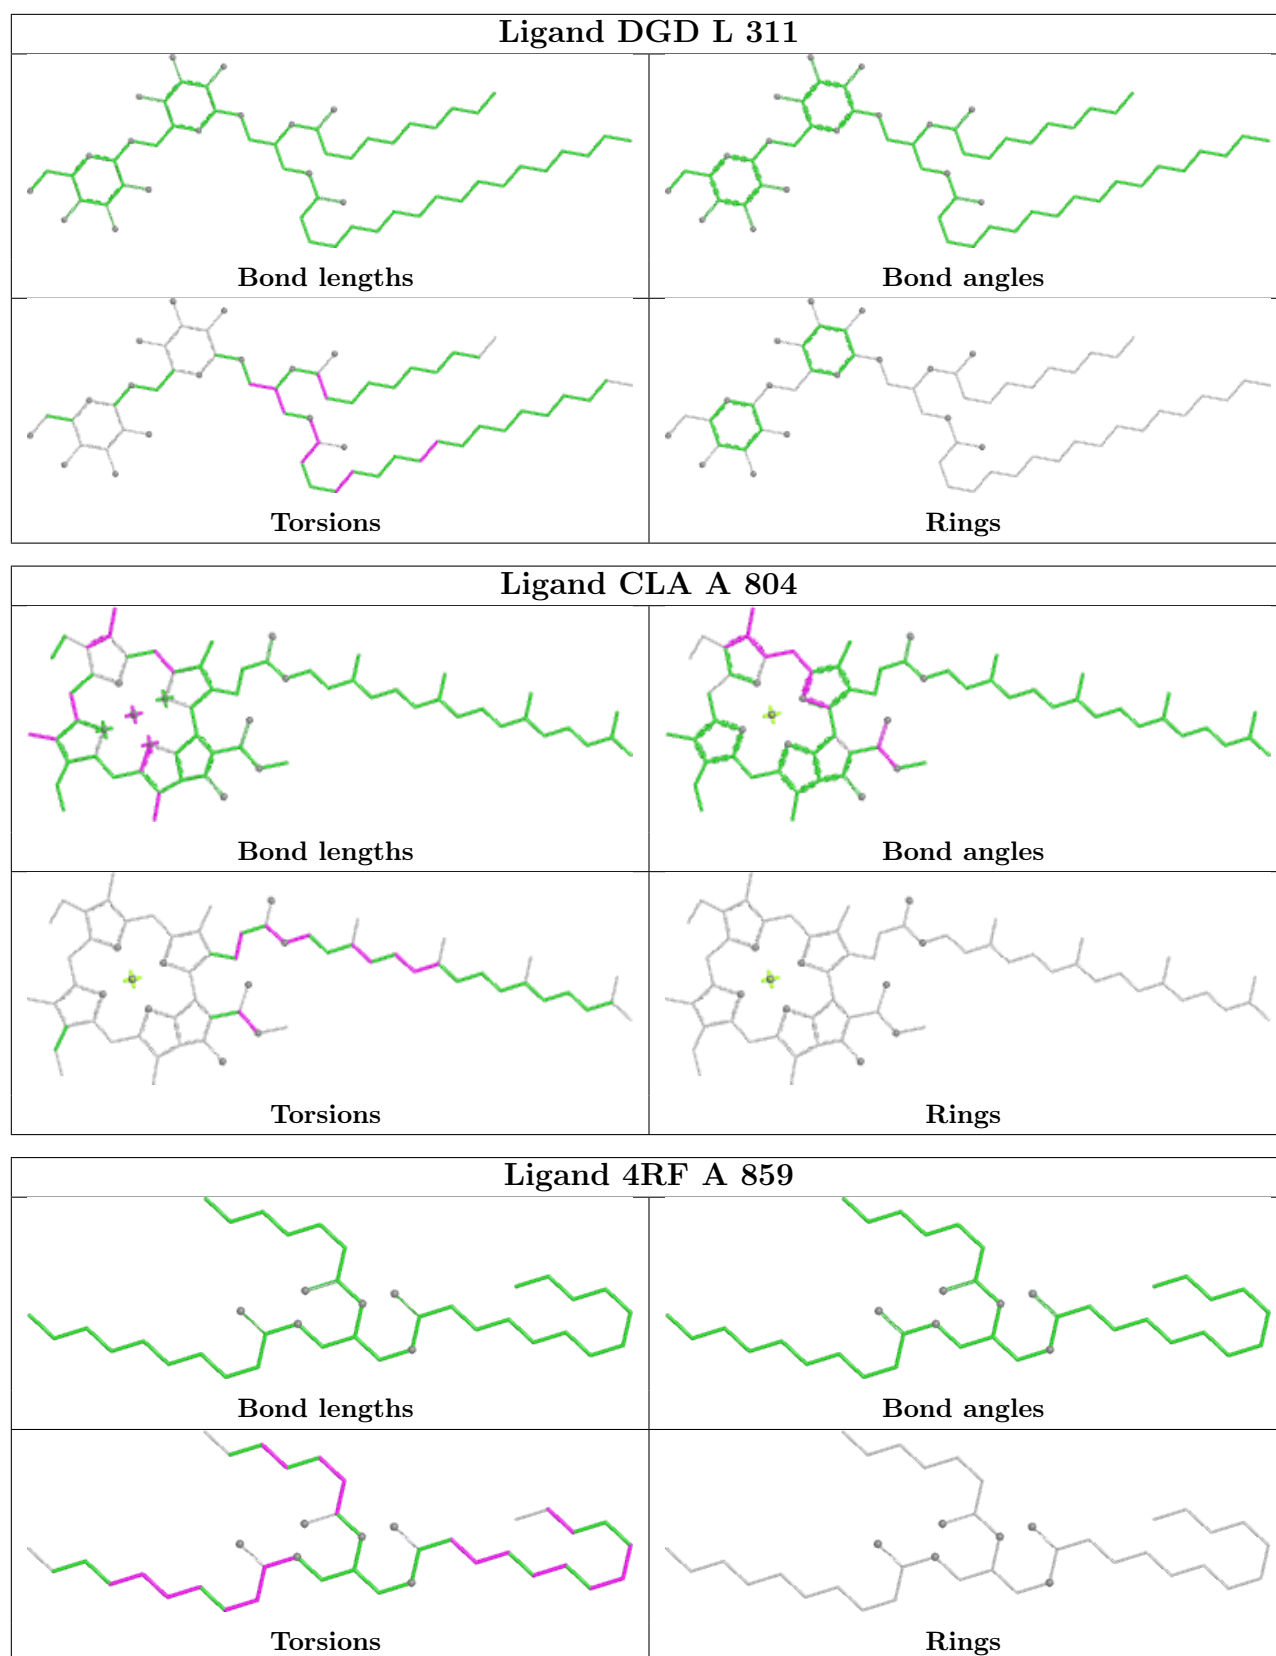 Ligand DGD L 311
Bond lengths
Bond angles
Torsions
Rings
Ligand CLA A 804
Bond lengths
Bond angles
Torsions
Rings
Ligand 4RF A 859
Bond lengths
Bond angles
Torsions
Rings